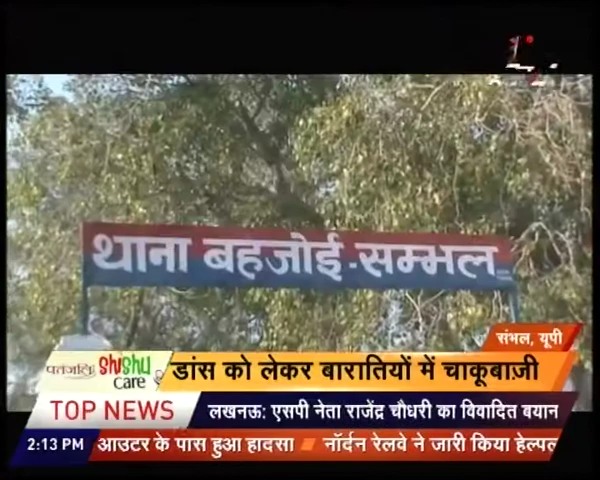 थाना बहजोई-सम्भल
संभल, यूपी
पतंजलि Shishu care
डांस को लेकर बारातियों में चाकूबाज़ी
TOP NEWS
लखनऊ: एसपी नेता राजेंद्र चौधरी का विवादित बयान
2:13 PM
आउटर के पास हुआ हादसा
नॉर्दन रेलवे ने जारी किया हेल्पल